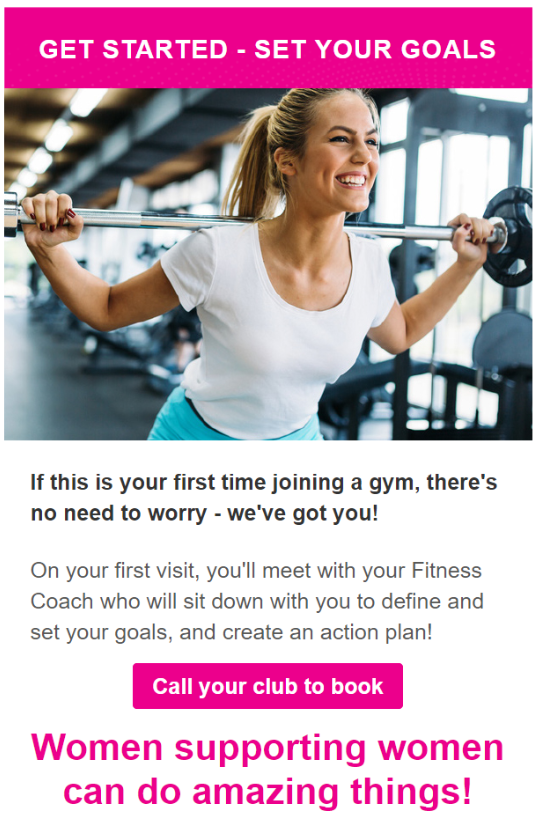 GET STARTED - SET YOUR GOALS
If this is your first time joining a gym, there's
no need to worry - we've got you!
On your first visit, you'll meet with your Fitness
Coach who will sit down with you to define and
set your goals, and create an action plan!
Call your club to book
Women supporting women
can do amazing things!